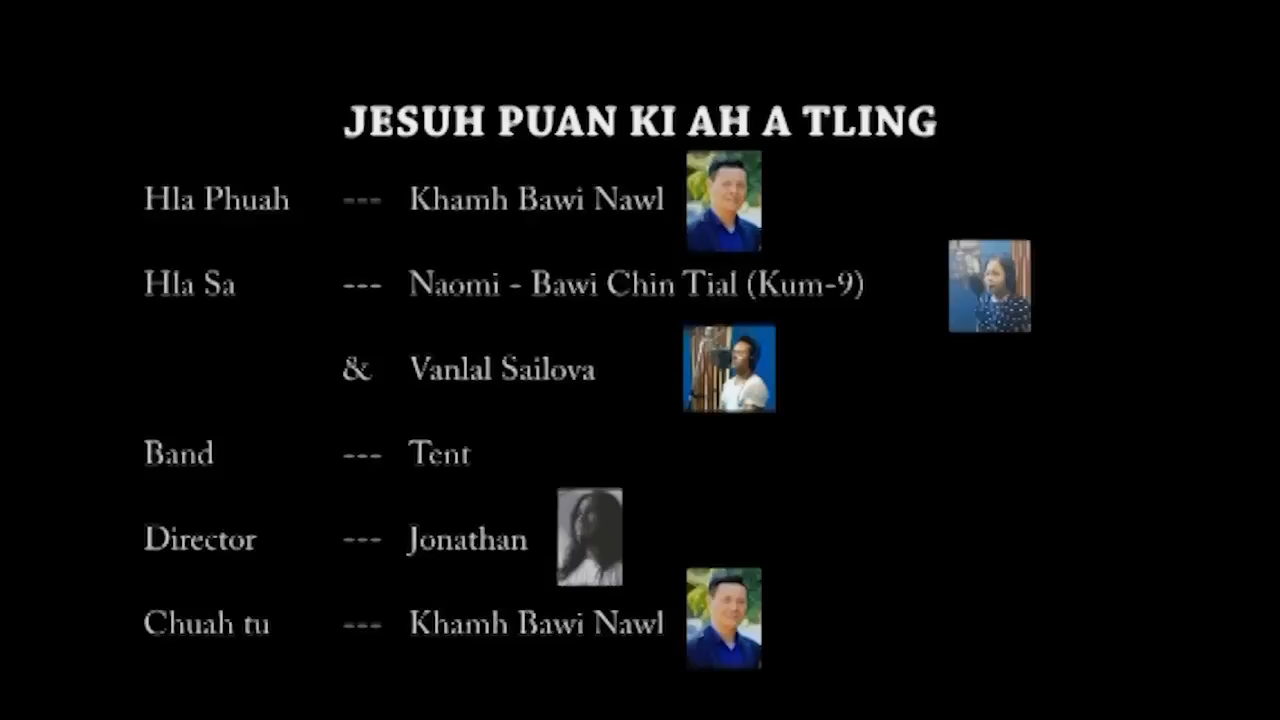 JESUH PUAN KI AH A TLING
Hla Phuah --- Khamh Bawi Nawl
Hla Sa --- Naomi - Bawi Chin Tial (Kum-9)
& Vanlal Sailova
Band --- Tent
Director --- Jonathan
Chuah tu --- Khamh Bawi Nawl